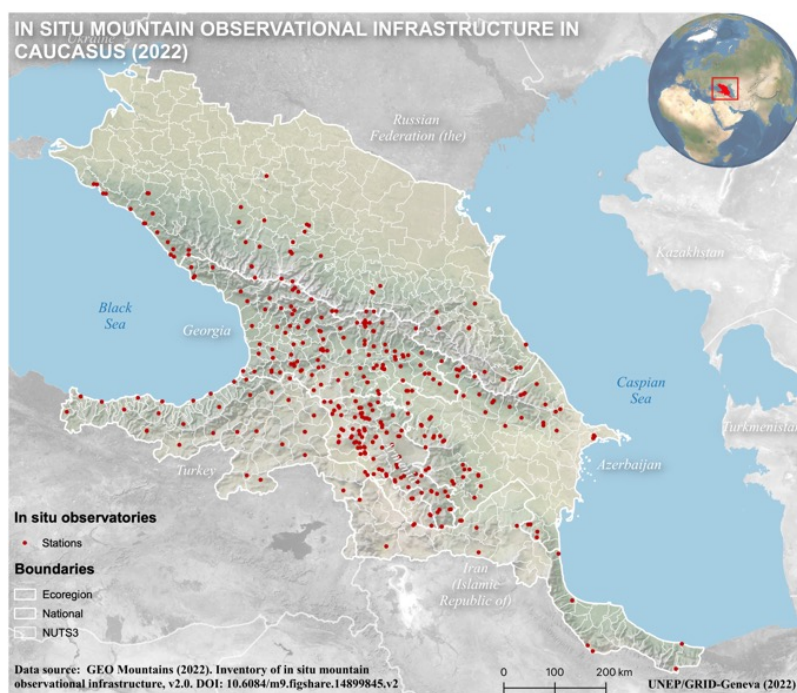 IN SITU MOUNTAIN OBSERVATIONAL INFRASTRUCTURE IN
CAUCASUS (2022)
Ukraine
Russian
Federation (the)
Kazakhstan
Black
Sea
Georgia
Caspian
Sea
Turkmenistan
Turkey
Azerbaijan
In situ observatories
Stations
Boundaries
Ecoregion
National
NUTS3
Iran
(Islamic
Republic of)
Data source: GEO Mountains (2022). Inventory of in situ mountain
observational infrastructure, v2.0. DOI: 10.6084/m9.figshare.14899845.v2
0 100 200 km
UNEP/GRID-Geneva (2022)